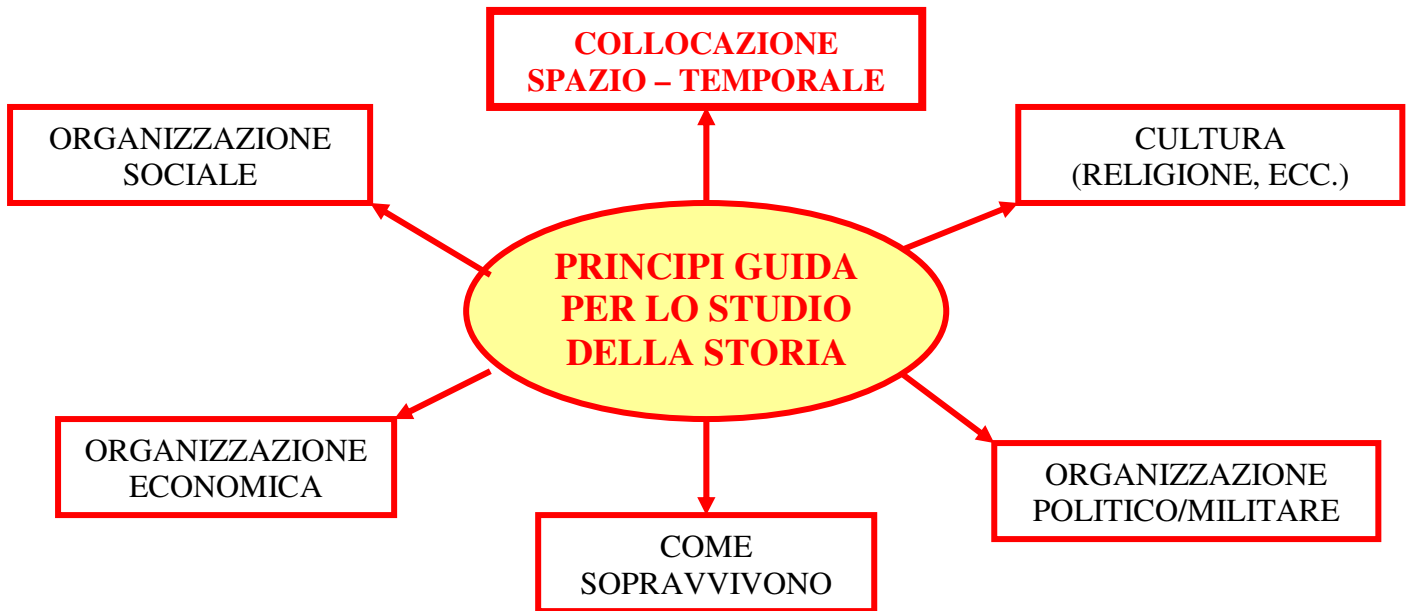 COLLOCAZIONE
SPAZIO – TEMPORALE
ORGANIZZAZIONE
SOCIALE
CULTURA
(RELIGIONE, ECC.)
PRINCIPI GUIDA
PER LO STUDIO
DELLA STORIA
ORGANIZZAZIONE
ECONOMICA
ORGANIZZAZIONE
POLITICO/MILITARE
COME
SOPRAVVIVONO